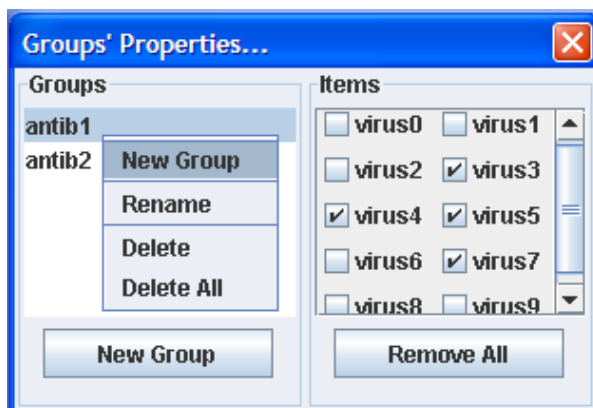 Groups' Properties...
Groups
antib1
antib2
New Group
Rename
Delete
Delete All
New Group
Items
virus0 virus1
virus2 virus3
virus4 virus5
virus6 virus7
virus8 virus9
Remove All